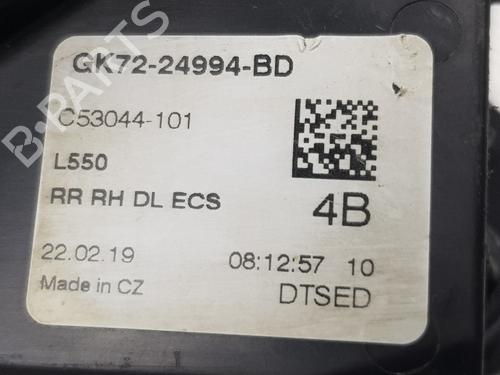 GK72-24994-BD
C53044-101
L550
RR RH DL ECS 4B
22.02.19 08:12:57 10
Made in CZ DTSED
B-PARTS